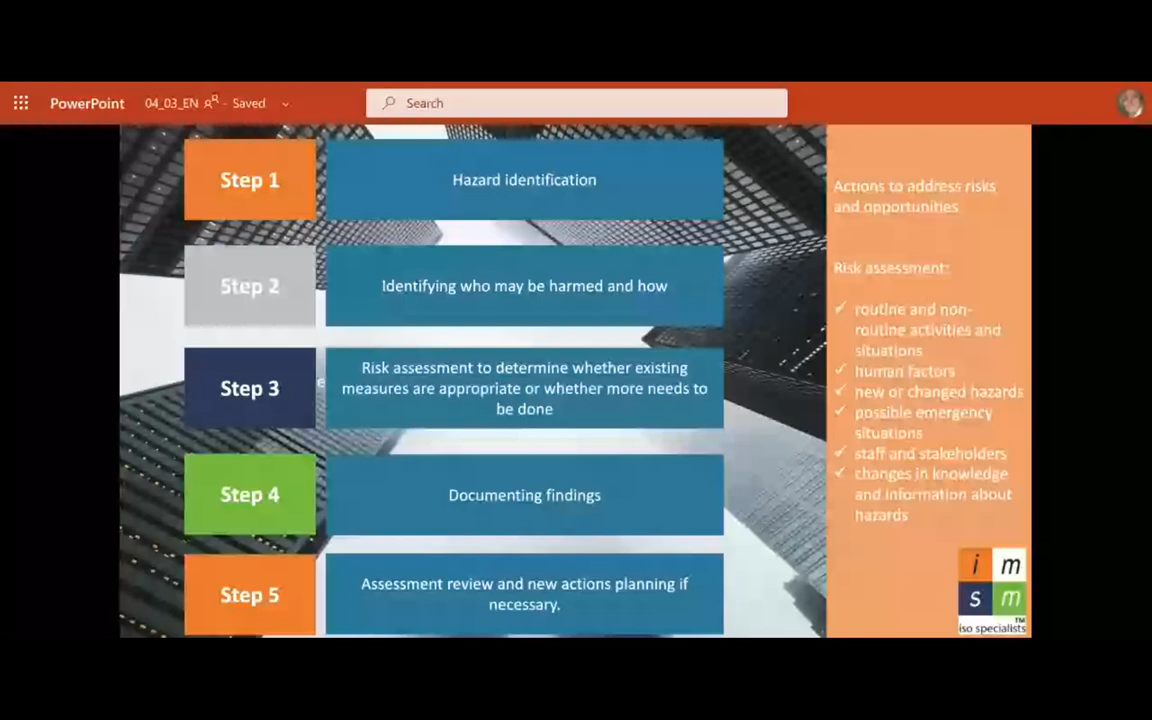 PowerPoint
04_03_EN - Saved
Search
Step 1
Hazard identification
Step 2
Identifying who may be harmed and how
Step 3
Risk assessment to determine whether existing
measures are appropriate or whether more needs to
be done
Step 4
Documenting findings
Step 5
Assessment review and new actions planning if
necessary.
Actions to address risks
and opportunities
Risk assessment:
✓ routine and non-
routine activities and
situations
✓ human factors
✓ new or changed hazards
✓ possible emergency
situations
✓ staff and stakeholders
✓ changes in knowledge
and information about
hazards
i m
s m
TM
iso specialists